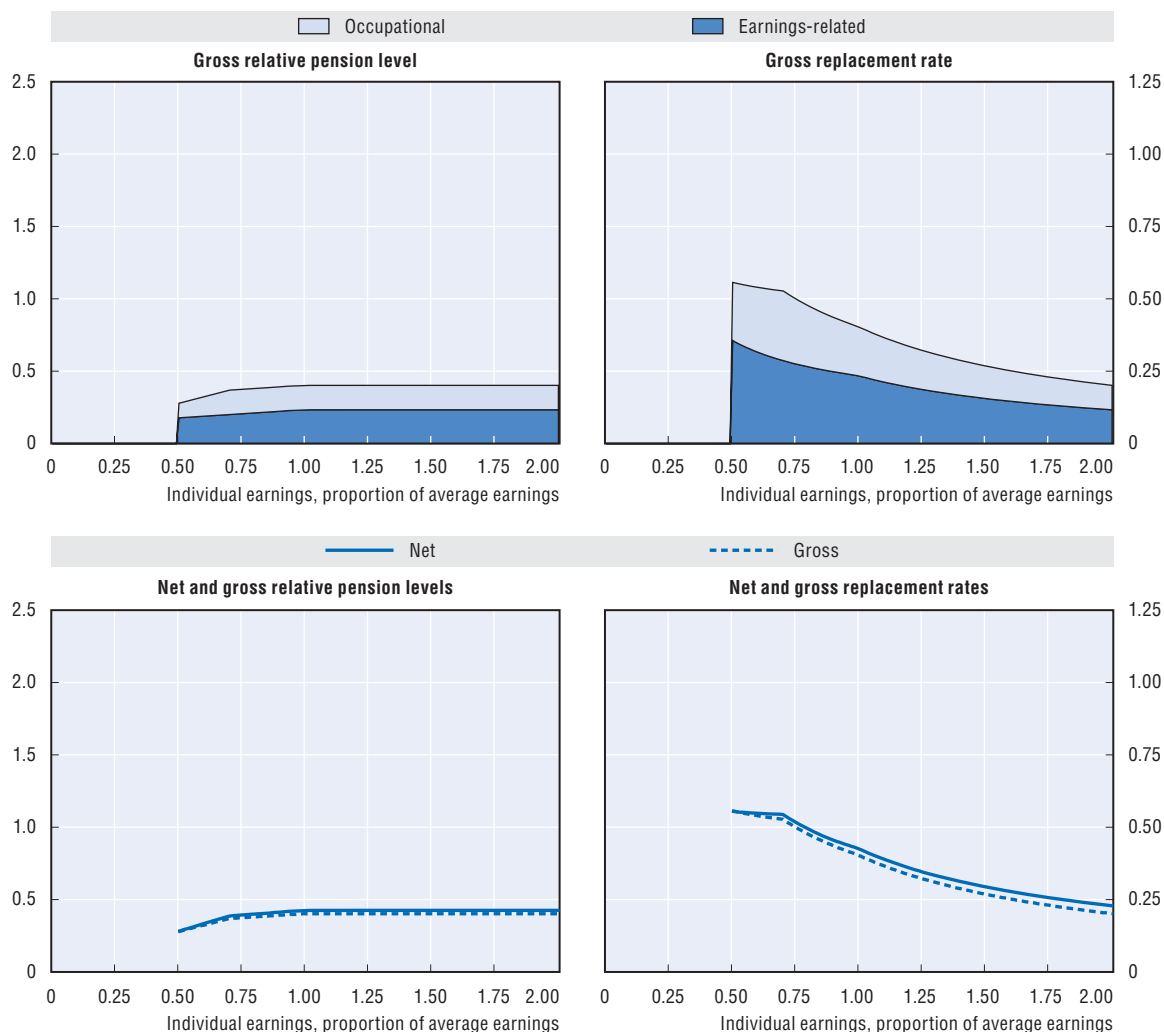 Occupational Earnings-related
Gross relative pension level Gross replacement rate
2.5 1.25
2.0 1.00
1.5 0.75
1.0 0.50
0.5 0.25
0 0
0 0.25 0.50 0.75 1.00 1.25 1.50 1.75 2.00 0 0.25 0.50 0.75 1.00 1.25 1.50 1.75 2.00
Individual earnings, proportion of average earnings Individual earnings, proportion of average earnings
Net Gross
Net and gross relative pension levels Net and gross replacement rates
2.5 1.25
2.0 1.00
1.5 0.75
1.0 0.50
0.5 0.25
0 0
0 0.25 0.50 0.75 1.00 1.25 1.50 1.75 2.00 0 0.25 0.50 0.75 1.00 1.25 1.50 1.75 2.00
Individual earnings, proportion of average earnings Individual earnings, proportion of average earnings